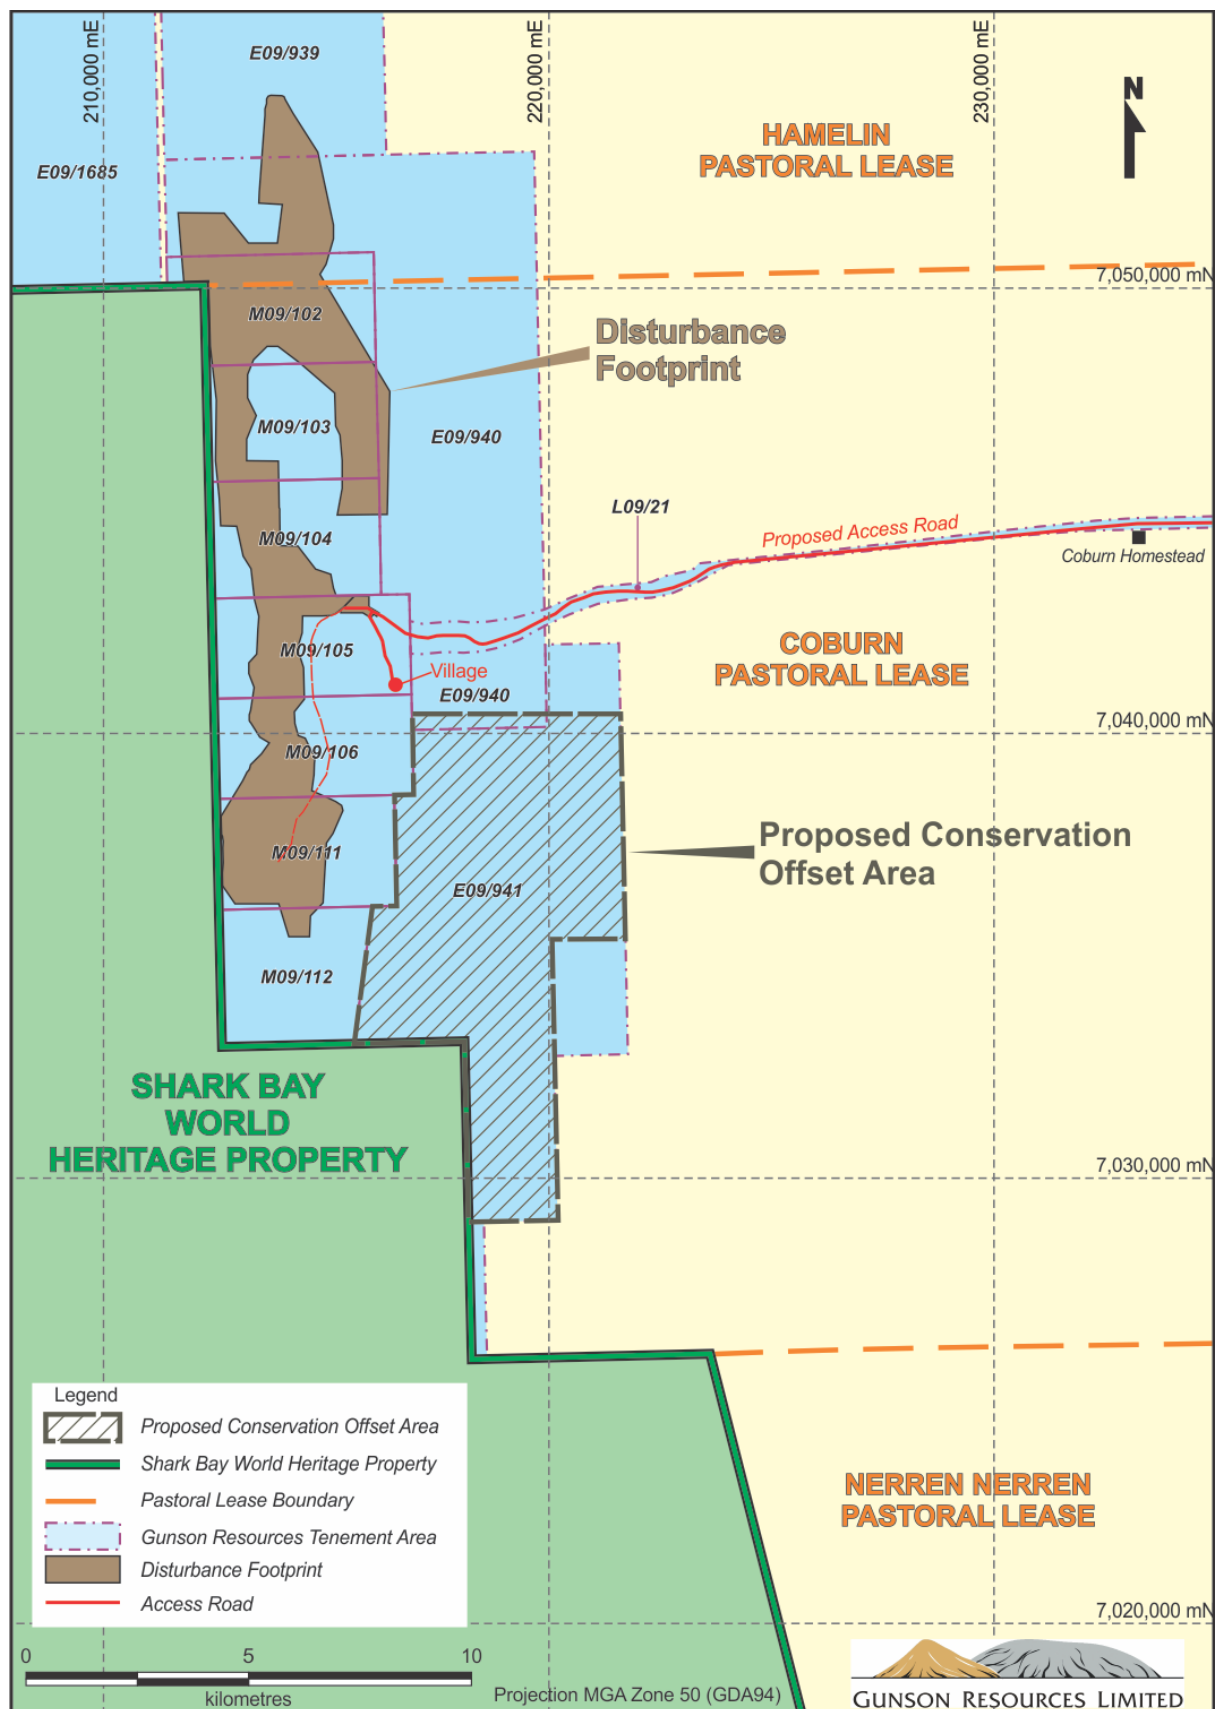 210,000 mE
220,000 mE
230,000 mE
E09/939
N
HAMELIN
PASTORAL LEASE
E09/1685
7,050,000 mN
M09/102
Disturbance
Footprint
M09/103
E09/940
L09/21
Proposed Access Road
M09/104
Coburn Homestead
COBURN
PASTORAL LEASE
M09/105
Village
E09/940
7,040,000 mN
M09/106
Proposed Conservation
Offset Area
M09/111
E09/941
M09/112
SHARK BAY
WORLD
HERITAGE PROPERTY
7,030,000 mN
Legend
Proposed Conservation Offset Area
Shark Bay World Heritage Property
Pastoral Lease Boundary
Gunson Resources Tenement Area
Disturbance Footprint
Access Road
NERREN NERREN
PASTORAL LEASE
7,020,000 mN
0 5 10
kilometres
Projection MGA Zone 50 (GDA94)
GUNSON RESOURCES LIMITED